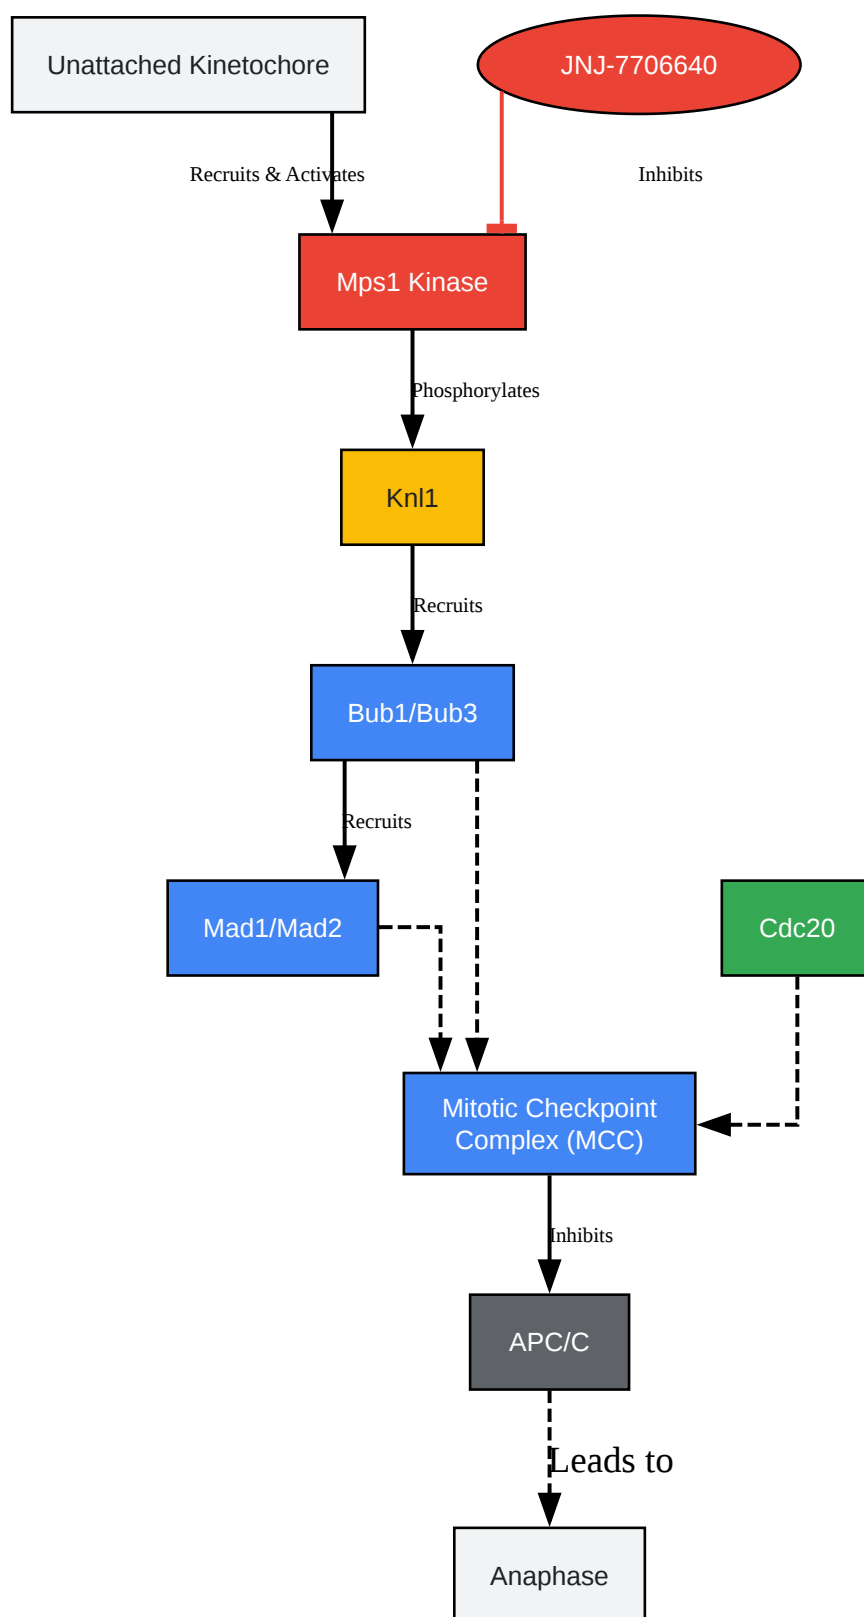 Unattached Kinetochore
JNJ-7706640
Recruits & Activates
Inhibits
Mps1 Kinase
Phosphorylates
Knl1
Recruits
Bub1/Bub3
Recruits
Mad1/Mad2
Cdc20
Mitotic Checkpoint
Complex (MCC)
Inhibits
APC/C
Leads to
Anaphase